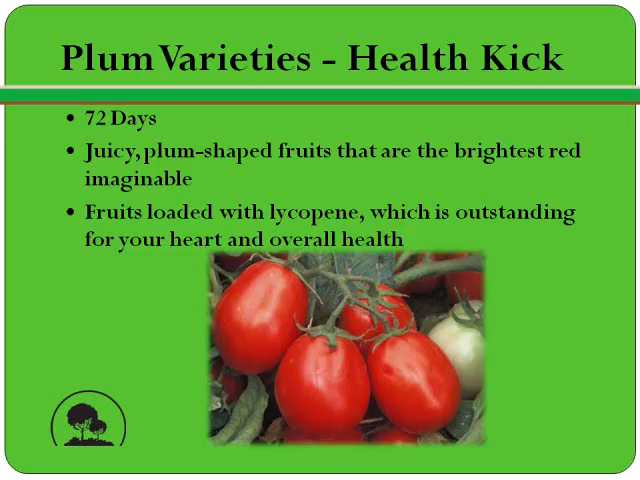 Plum Varieties - Health Kick
• 72 Days
• Juicy, plum-shaped fruits that are the brightest red
imaginable
• Fruits loaded with lycopene, which is outstanding
for your heart and overall health